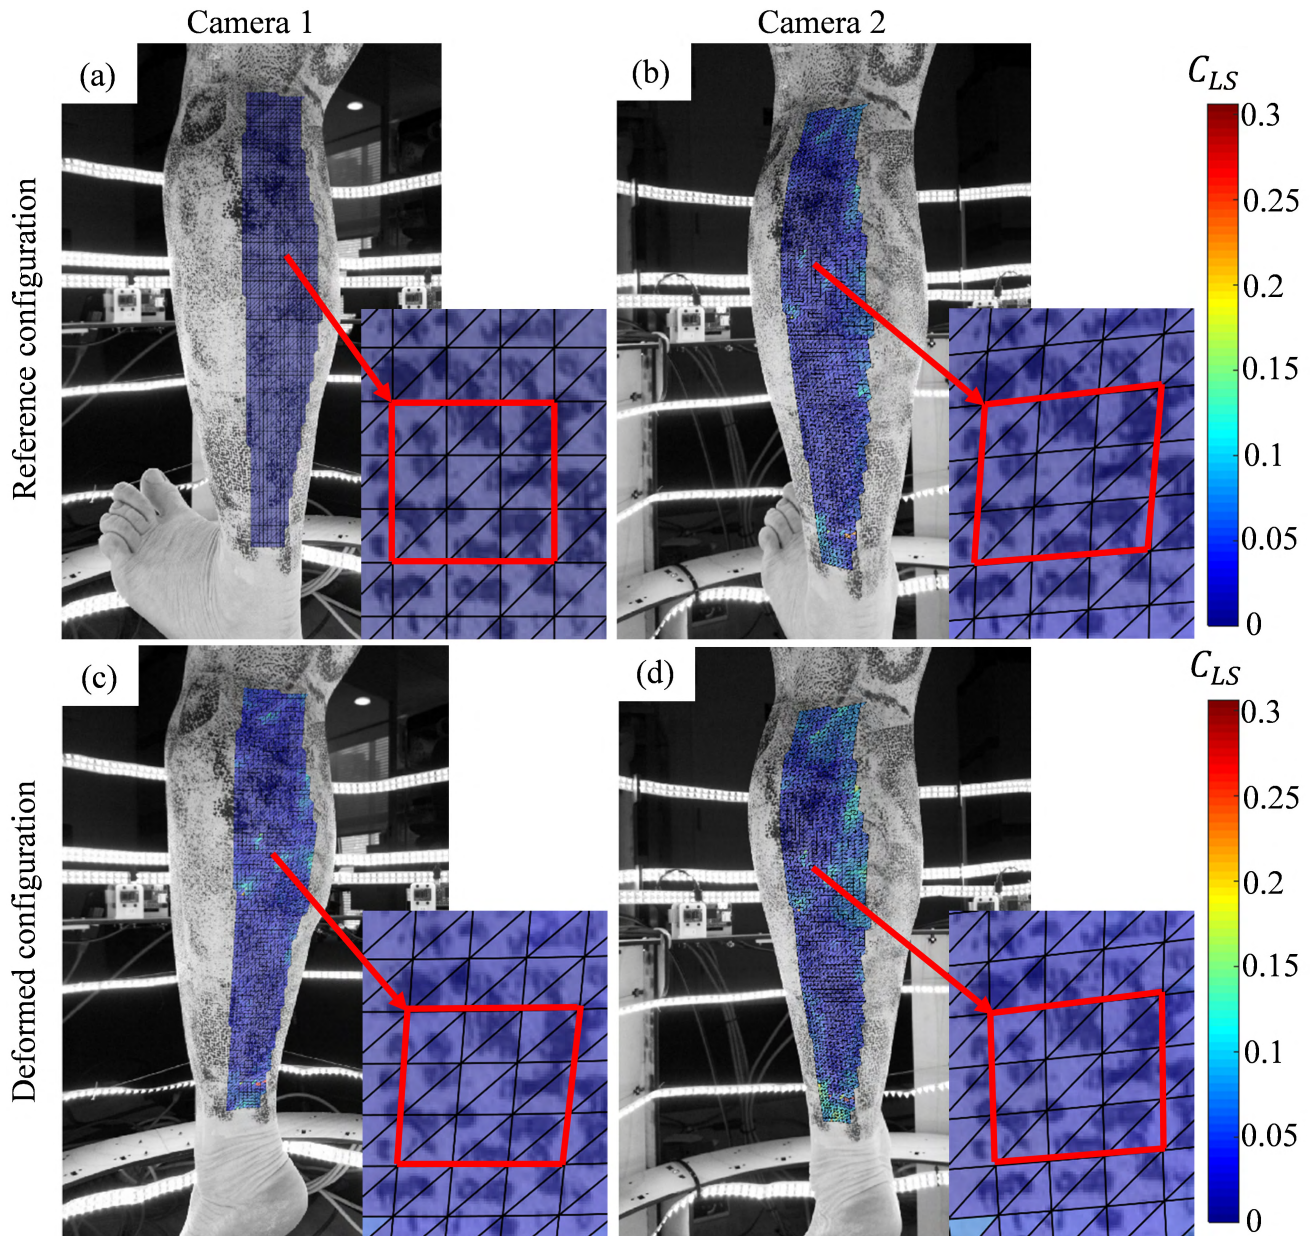 Camera 1
Camera 2
(a)
(b)
C_LS
0.3
0.25
0.2
0.15
0.1
0.05
0
Reference configuration
(c)
(d)
C_LS
0.3
0.25
0.2
0.15
0.1
0.05
0
Deformed configuration